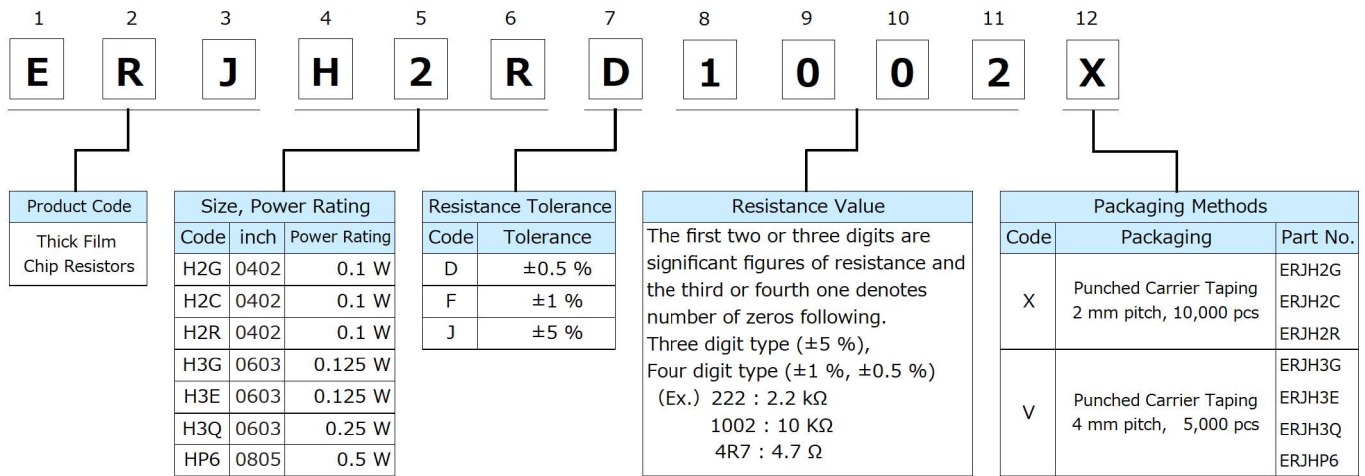 1 2 3 4 5 6 7 8 9 10 11 12
E R J H 2 R D 1 0 0 2 X
Product Code
Thick Film
Chip Resistors
Size, Power Rating
Code inch Power Rating
H2G 0402 0.1 W
H2C 0402 0.1 W
H2R 0402 0.1 W
H3G 0603 0.125 W
H3E 0603 0.125 W
H3Q 0603 0.25 W
HP6 0805 0.5 W
Resistance Tolerance
Code Tolerance
D ±0.5 %
F ±1 %
J ±5 %
Resistance Value
The first two or three digits are
significant figures of resistance and
the third or fourth one denotes
number of zeros following.
Three digit type (±5 %),
Four digit type (±1 %, ±0.5 %)
(Ex.) 222 : 2.2 kΩ
1002 : 10 KΩ
4R7 : 4.7 Ω
Packaging Methods
Code Packaging Part No.
X Punched Carrier Taping
2 mm pitch, 10,000 pcs
ERJH2G
ERJH2C
ERJH2R
V Punched Carrier Taping
4 mm pitch, 5,000 pcs
ERJH3G
ERJH3E
ERJH3Q
ERJHP6